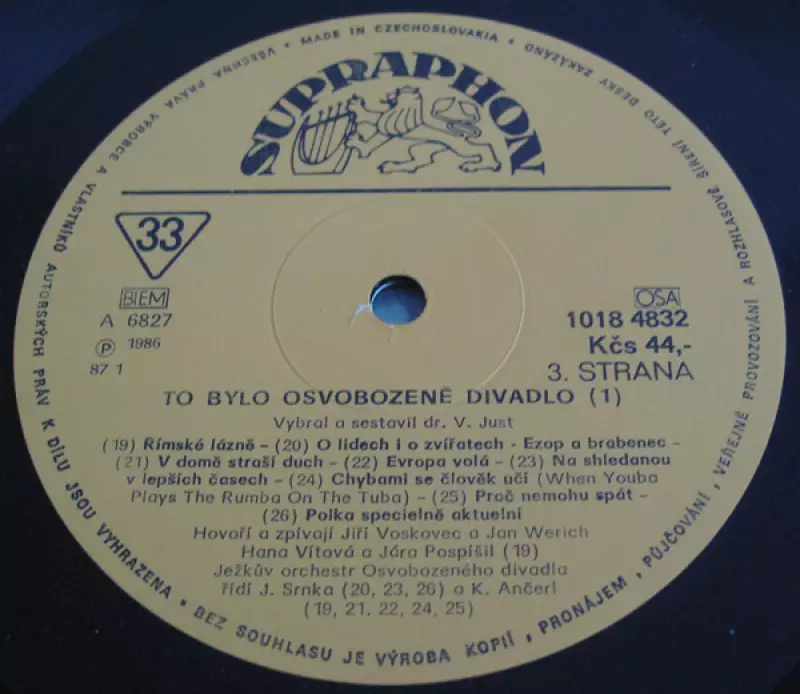 • MADE IN CZECHOSLOVAKIA •
VŠECHNA PRÁVA VÝROBCE A VLASTNÍKŮ AUTORSKÝCH PRÁV K DÍLU JSOU VYHRAZENA • BEZ SOUHLASU JE VÝROBA KOPIÍ, PRONÁJEM, PŮJČOVÁNÍ, VEŘEJNÉ PROVOZOVÁNÍ A ROZHLASOVÉ ŠÍŘENÍ TÉTO DESKY ZAKÁZÁNO
SUPRAPHON
33
BIEM
A 6827
℗ 1986
87 1
OSA
1018 4832
Kčs 44,-
3. STRANA
TO BYLO OSVOBOZENÉ DIVADLO (1)
Vybral a sestavil dr. V. Just
(19) Římské lázně – (20) O lidech i o zvířatech - Ezop a brabenec –
(21) V domě straší duch – (22) Evropa volá – (23) Na shledanou
v lepších časech – (24) Chybami se člověk učí (When Youba
Plays The Rumba On The Tuba) – (25) Proč nemohu spát –
(26) Polka specielně aktuelní
Hovoří a zpívají Jiří Voskovec a Jan Werich
Hana Vítová a Jára Pospíšil (19)
Ježkův orchestr Osvobozeného divadla
řídí J. Srnka (20, 23, 26) a K. Ančerl
(19, 21, 22, 24, 25)